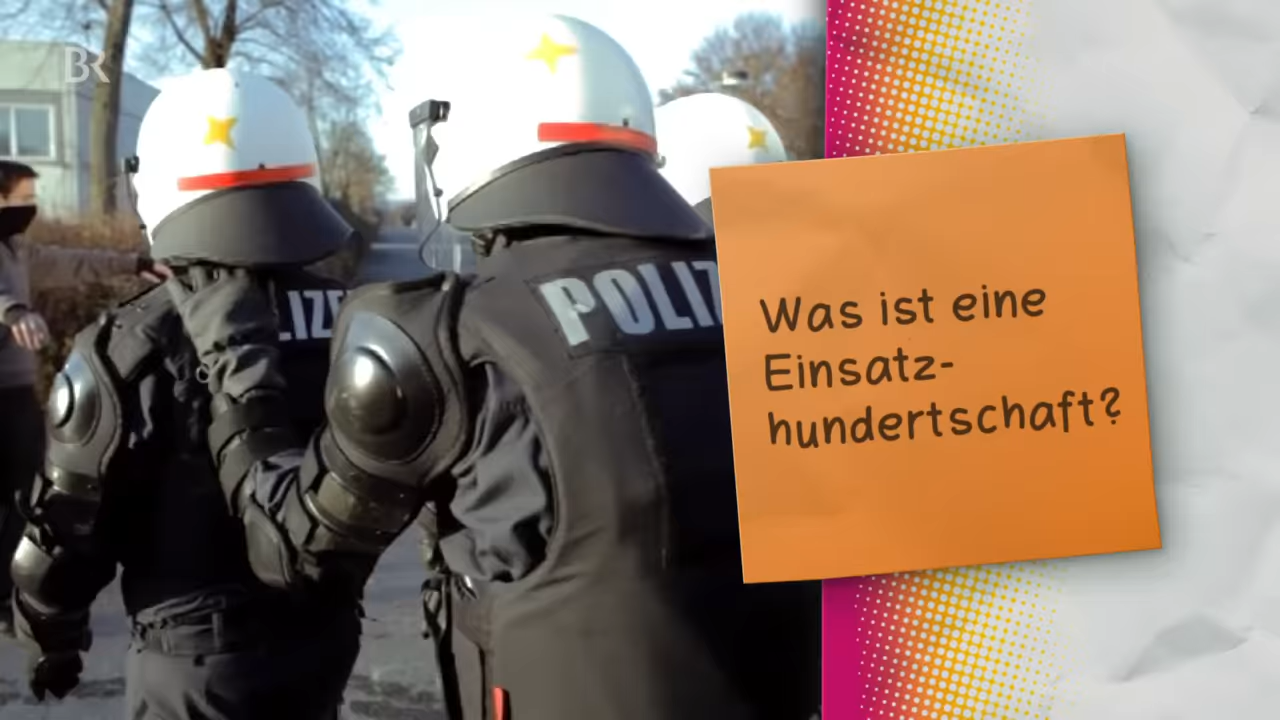 BR
LIZE
POLIZ
Was ist eine
Einsatz-
hundertschaft?